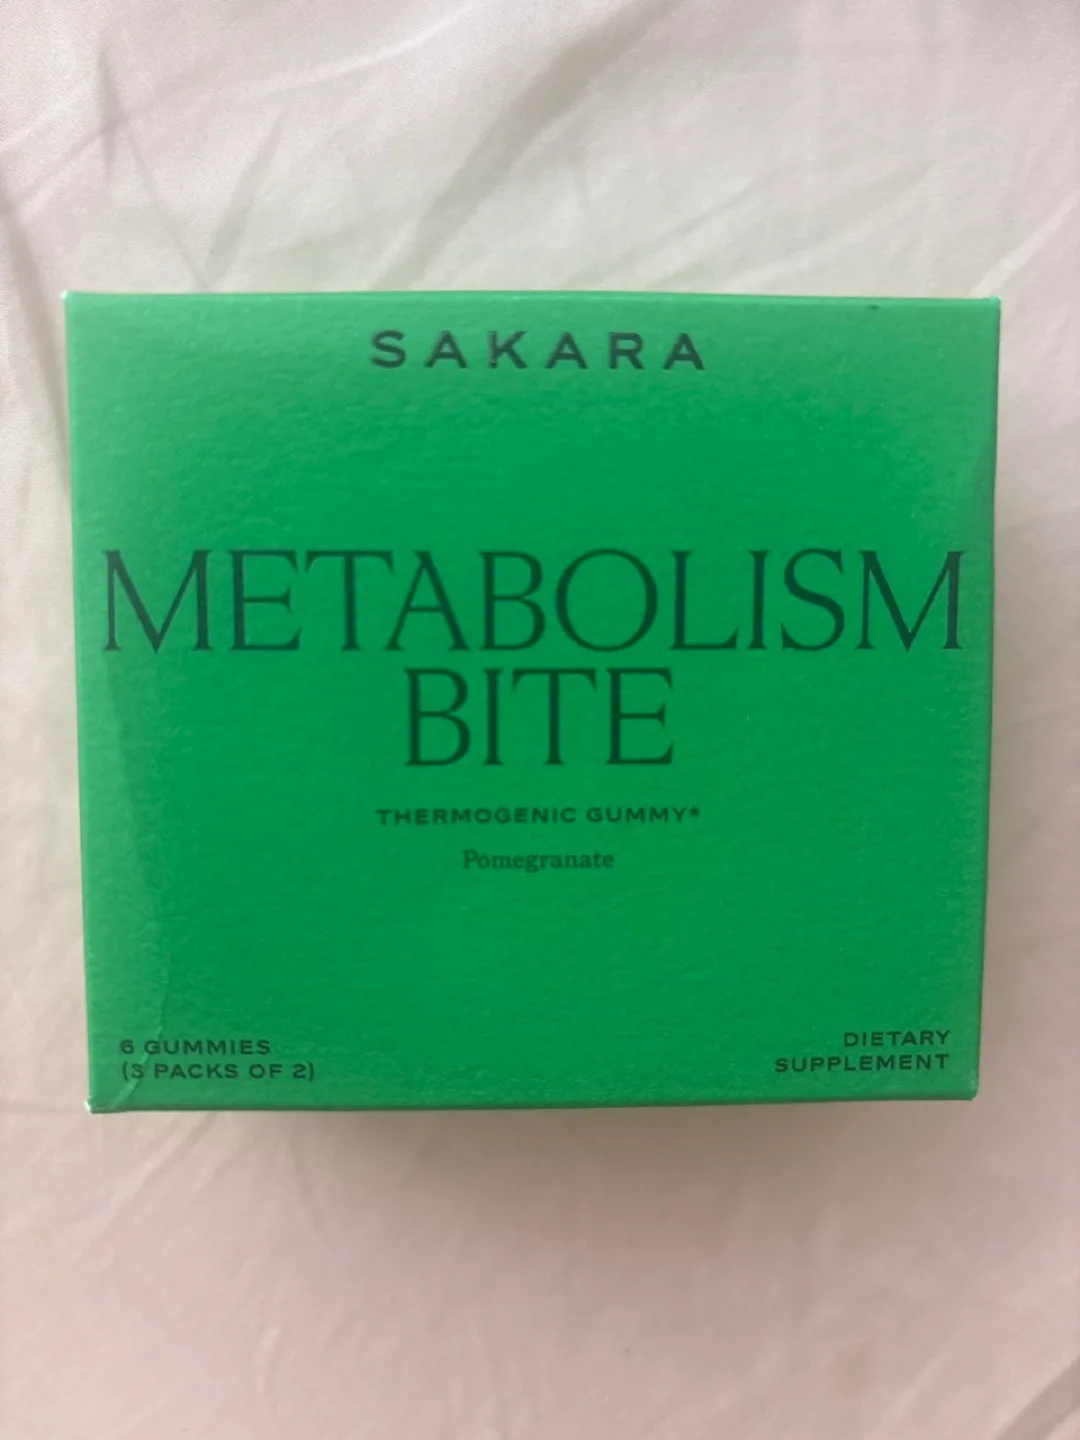 SAKARA
METABOLISM
BITE
THERMOGENIC GUMMY*
Pomegranate
6 GUMMIES
(3 PACKS OF 2)
DIETARY
SUPPLEMENT